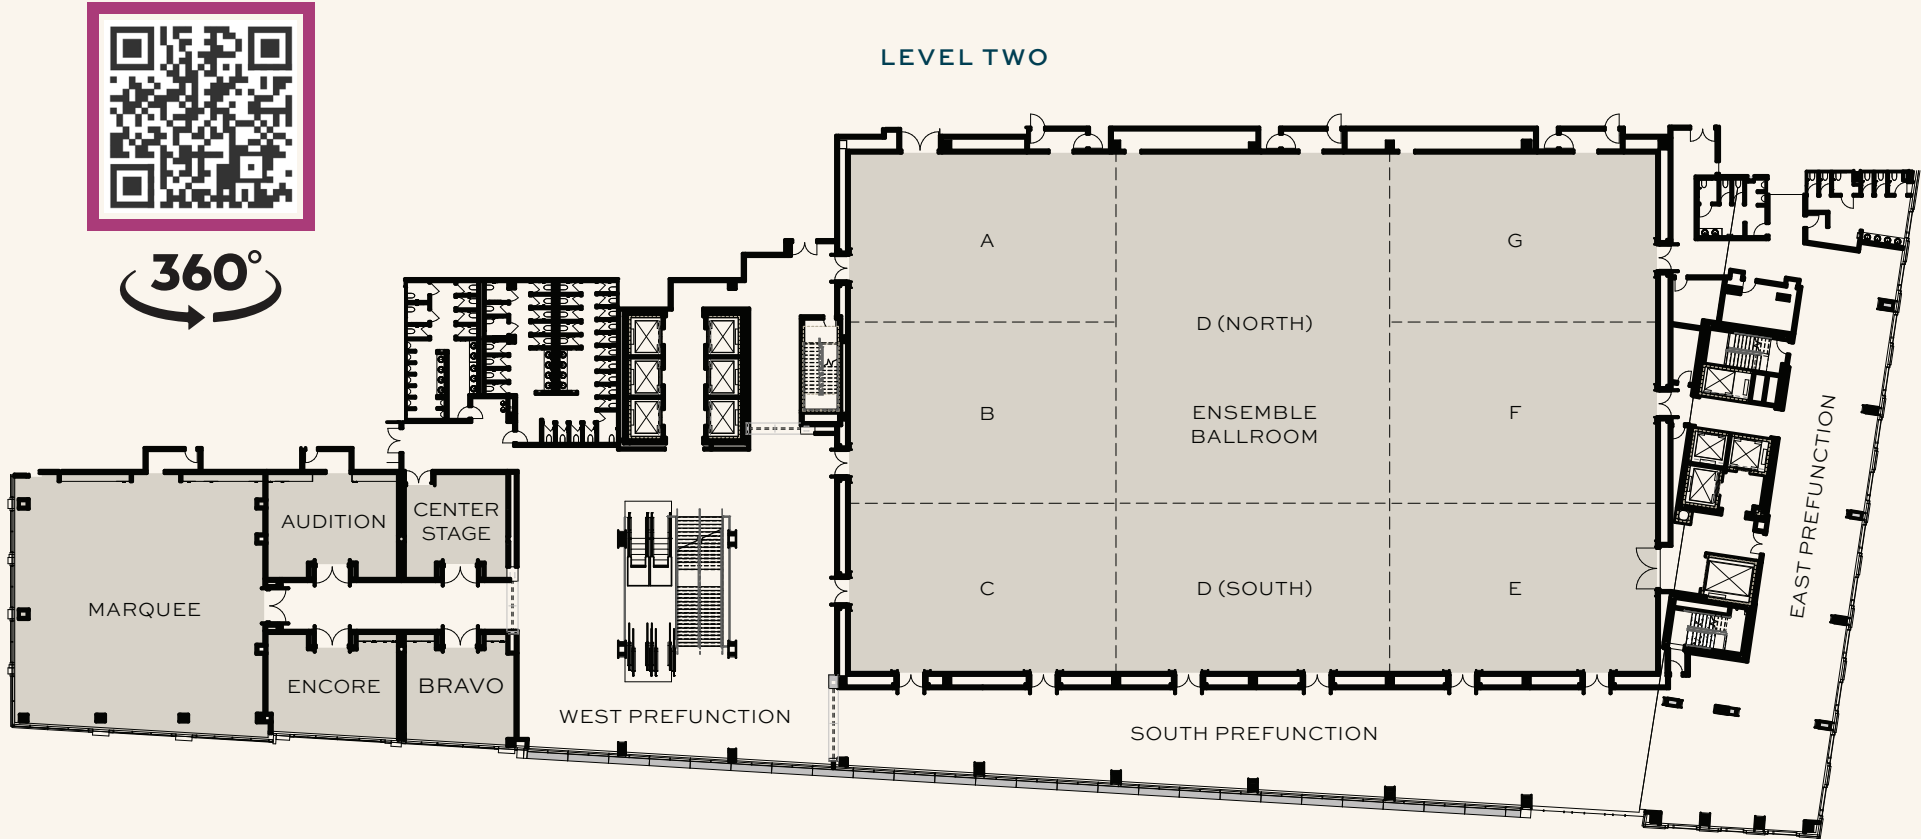 LEVEL TWO
360°
A
G
D (NORTH)
B
ENSEMBLE
BALLROOM
F
EAST PREFUNCTION
AUDITION
CENTER
STAGE
MARQUEE
C
D (SOUTH)
E
ENCORE
BRAVO
WEST PREFUNCTION
SOUTH PREFUNCTION